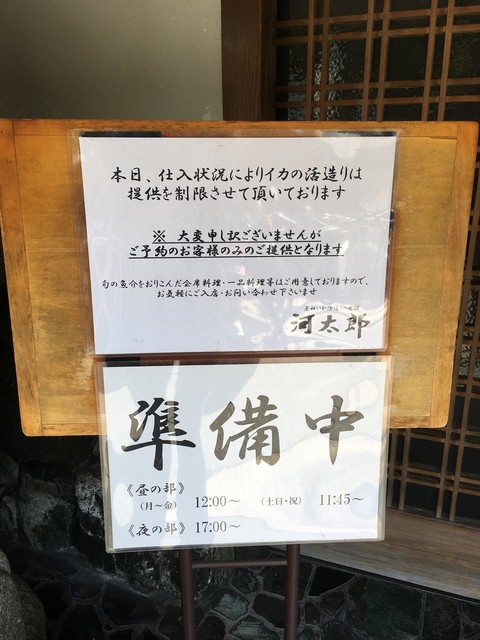 本日、仕入状況によりイカの活造りは
提供を制限させて頂いております
※ 大変申し訳ございませんが
ご予約のお客様のみのご提供となります
旬の魚介をおりこんだ会席料理・一品料理等はご用意しておりますので、
お気軽にご入店・お問い合わせ下さいませ
河太郎
準備中
《昼の部》
(月～金) 12:00～ (土日・祝) 11:45～
《夜の部》 17:00～